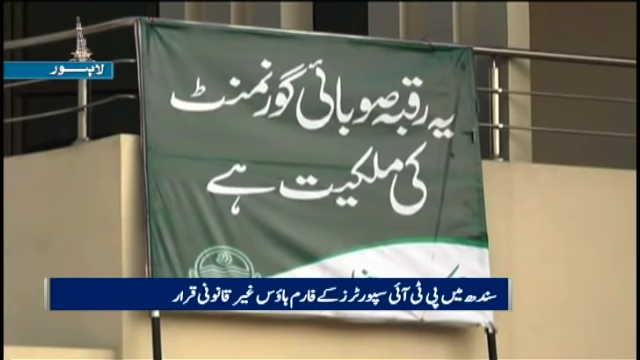 لاہور
یہ رقبہ صوبائی گورنمنٹ
کی ملکیت ہے
سندھ میں پی ٹی آئی سپورٹرز کے فارم ہاؤس غیر قانونی قرار